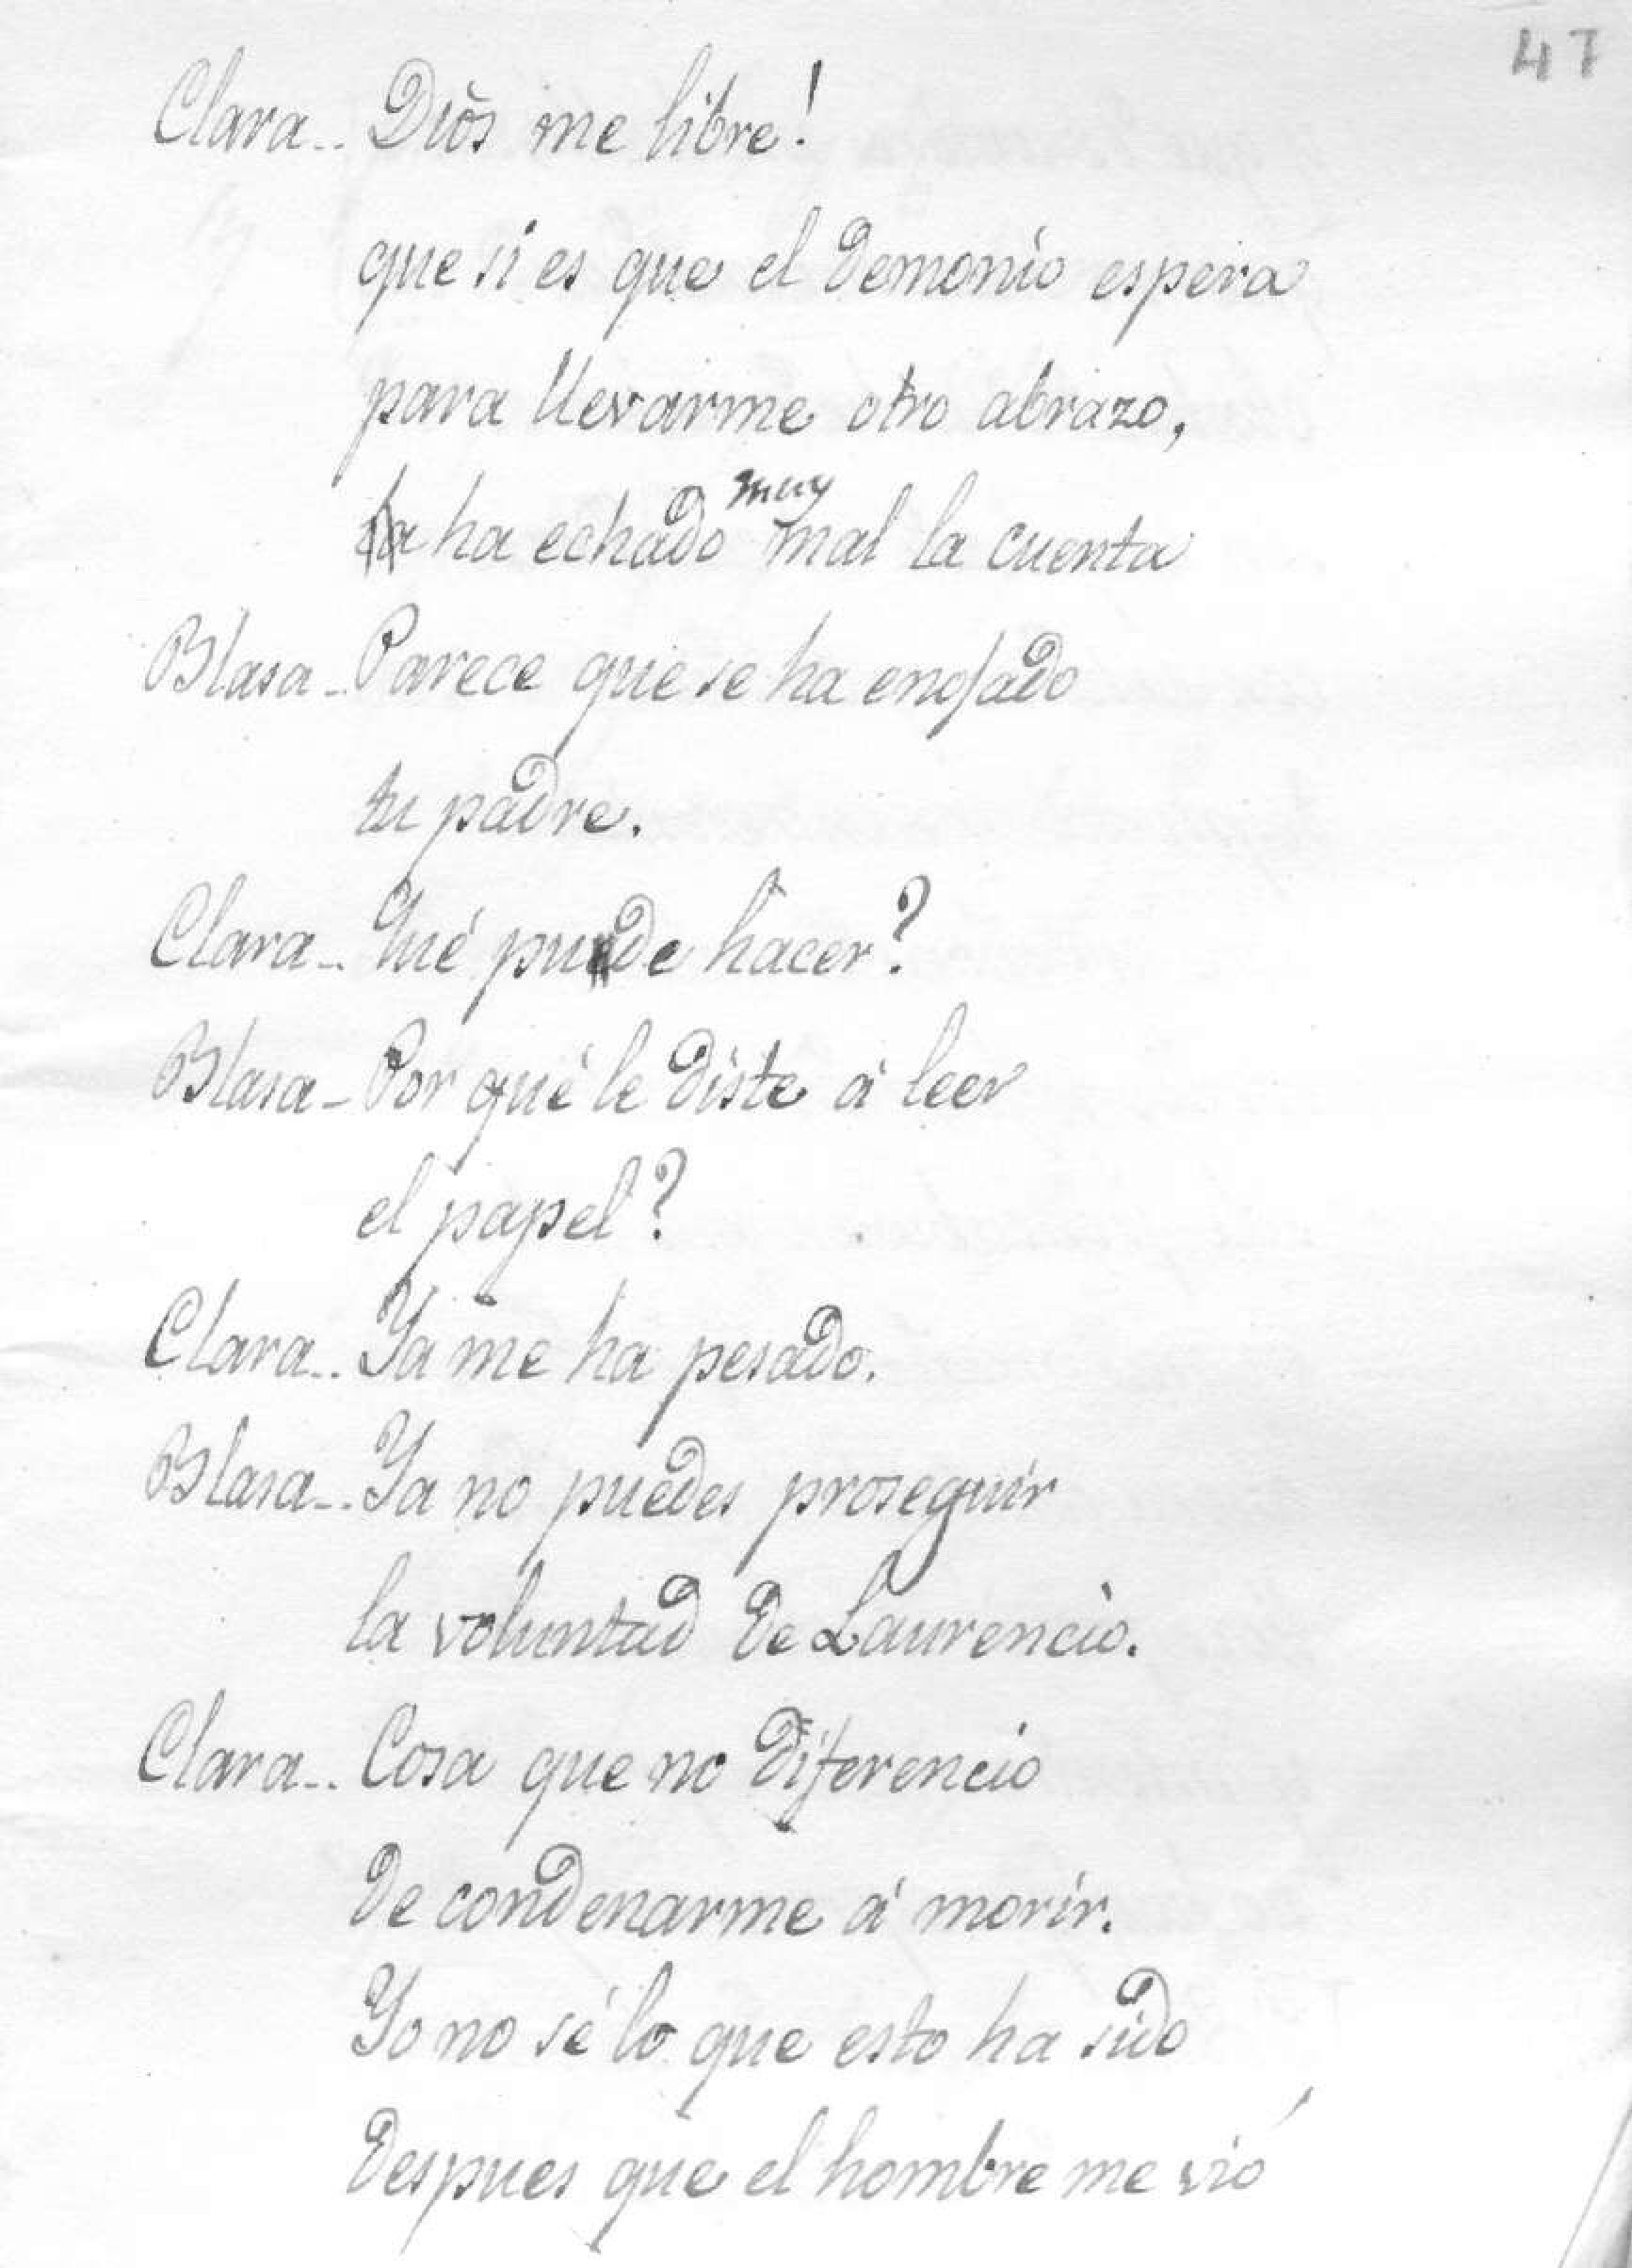 47
Clara.. Dios me libre!
que si es que el demonio espera
para llevarme otro abrazo,
ha echado muy mal la cuenta
Blasa.. Parece que se ha enojado
tu padre.
Clara.. Qué puede hacer?
Blasa.. Por qué le diste á leer
el papel?
Clara.. Ya me ha pesado.
Blasa.. Ya no puedes proseguir
la voluntad de Laurencio.
Clara.. Cosa que no diferencio
de condenarme á morir.
Yo no sé lo que esto ha sido
despues que el hombre me vió